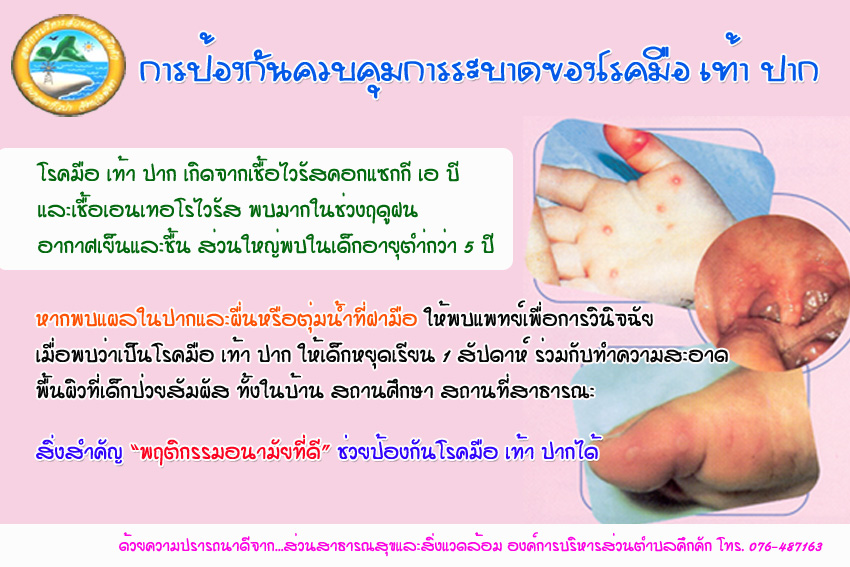 การป้องกันควบคุมการระบาดของโรคมือ เท้า ปาก
โรคมือ เท้า ปาก เกิดจากเชื้อไวรัสคอกแซกกี เอ บี
และเชื้อเอนเทอโรไวรัส พบมากในช่วงฤดูฝน
อากาศเย็นและชื้น ส่วนใหญ่พบในเด็กอายุต่ำกว่า 5 ปี
หากพบแผลในปากและผื่นหรือตุ่มน้ำที่ฝ่ามือ ให้พบแพทย์เพื่อการวินิจฉัย
เมื่อพบว่าเป็นโรคมือ เท้า ปาก ให้เด็กหยุดเรียน 1 สัปดาห์ ร่วมกับทำความสะอาด
พื้นผิวที่เด็กป่วยสัมผัส ทั้งในบ้าน สถานศึกษา สถานที่สาธารณะ
สิ่งสำคัญ "พฤติกรรมอนามัยที่ดี" ช่วยป้องกันโรคมือ เท้า ปากได้
ด้วยความปรารถนาดีจาก...ส่วนสาธารณสุขและสิ่งแวดล้อม องค์การบริหารส่วนตำบลคึกคัก โทร. 076-487163